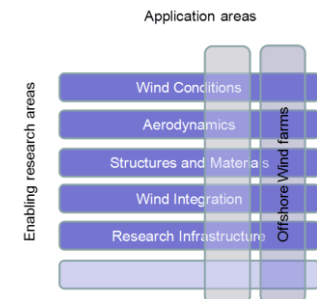 Application areas
Enabling research areas
Wind Conditions
Aerodynamics
Structures and Materials
Wind Integration
Research Infrastructure
Offshore Wind farms